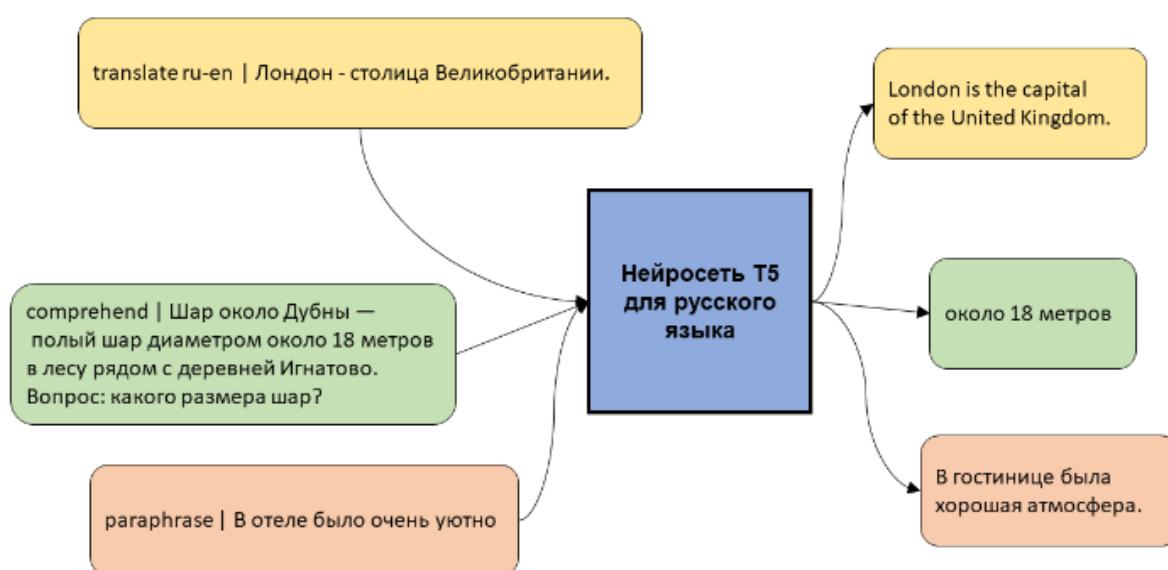 translate ru-en | Лондон - столица Великобритании.
London is the capital
of the United Kingdom.
Нейросеть T5
для русского
языка
comprehend | Шар около Дубны —
полый шар диаметром около 18 метров
в лесу рядом с деревней Игнатово.
Вопрос: какого размера шар?
около 18 метров
paraphrase | В отеле было очень уютно
В гостинице была
хорошая атмосфера.